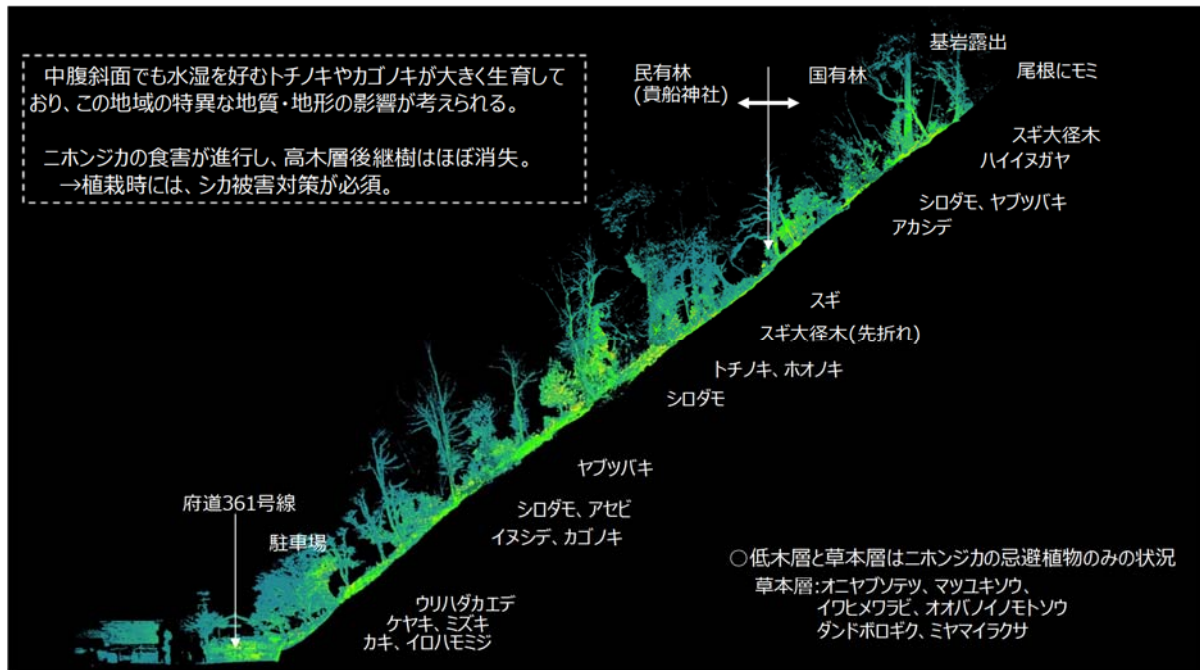 中腹斜面でも水湿を好むトチノキやカゴノキが大きく生育して
おり、この地域の特異な地質・地形の影響が考えられる。
ニホンジカの食害が進行し、高木層後継樹はほぼ消失。
→植栽時には、シカ被害対策が必須。
民有林
(貴船神社)
国有林
基岩露出
尾根にモミ
スギ大径木
ハイイヌガヤ
シロダモ、ヤブツバキ
アカシデ
スギ
スギ大径木(先折れ)
トチノキ、ホオノキ
シロダモ
ヤブツバキ
シロダモ、アセビ
イヌシデ、カゴノキ
府道361号線
駐車場
ウリハダカエデ
ケヤキ、ミズキ
カキ、イロハモミジ
○低木層と草本層はニホンジカの忌避植物のみの状況
草本層:オニヤブソテツ、マツユキソウ、
イワヒメワラビ、オオバノイノモトソウ
ダンドボロギク、ミヤマイラクサ